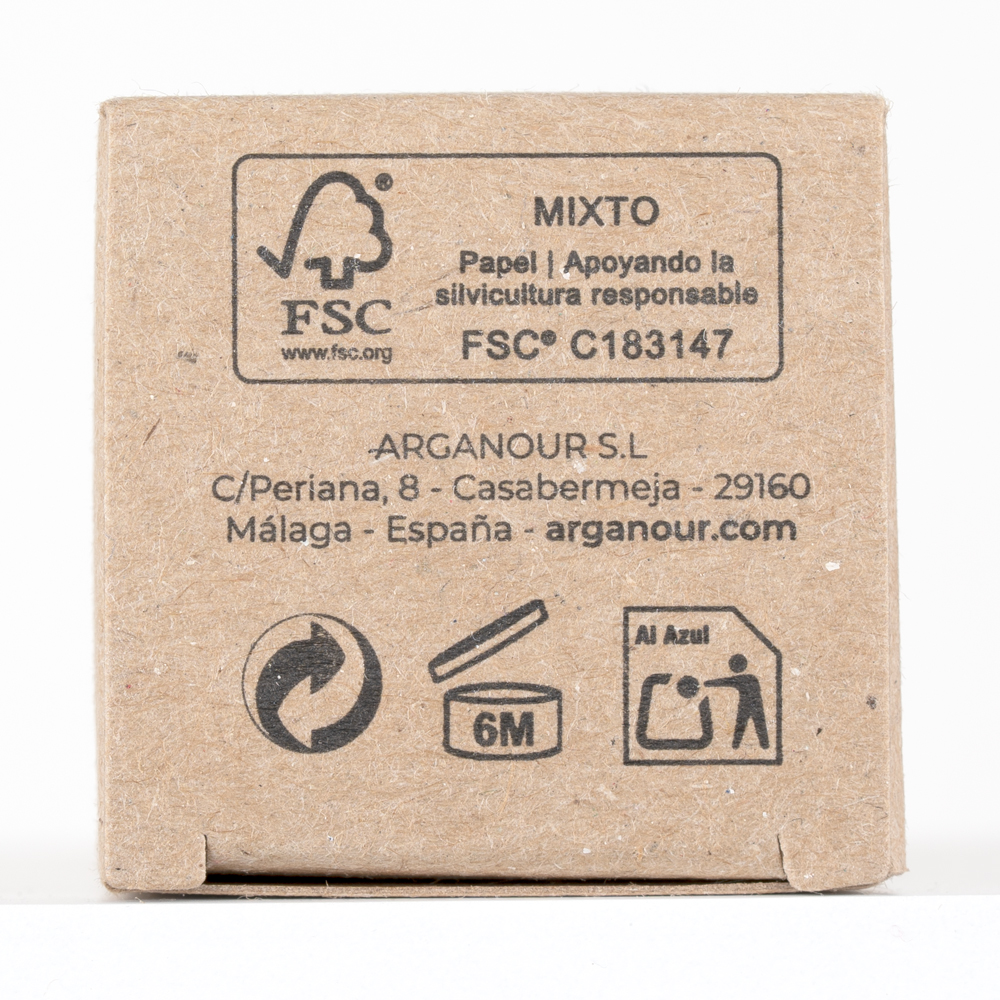 MIXTO
Papel | Apoyando la
silvicultura responsable
FSC® C183147
®
FSC
www.fsc.org
ARGANOUR S.L
C/Periana, 8 - Casabermeja - 29160
Málaga - España - arganour.com
6M
Al Azul